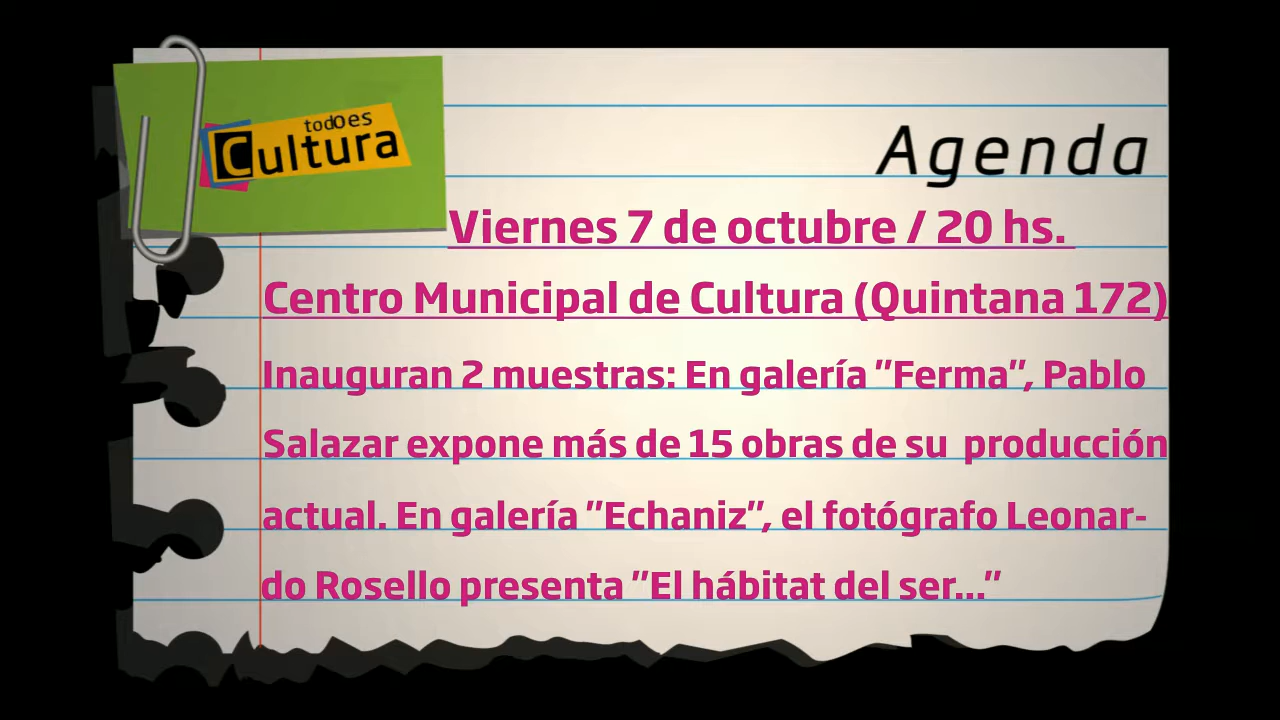 todoes
Cultura
Agenda
Viernes 7 de octubre / 20 hs.
Centro Municipal de Cultura (Quintana 172)
Inauguran 2 muestras: En galería "Ferma", Pablo
Salazar expone más de 15 obras de su producción
actual. En galería "Echaniz", el fotógrafo Leonar-
do Rosello presenta "El hábitat del ser..."